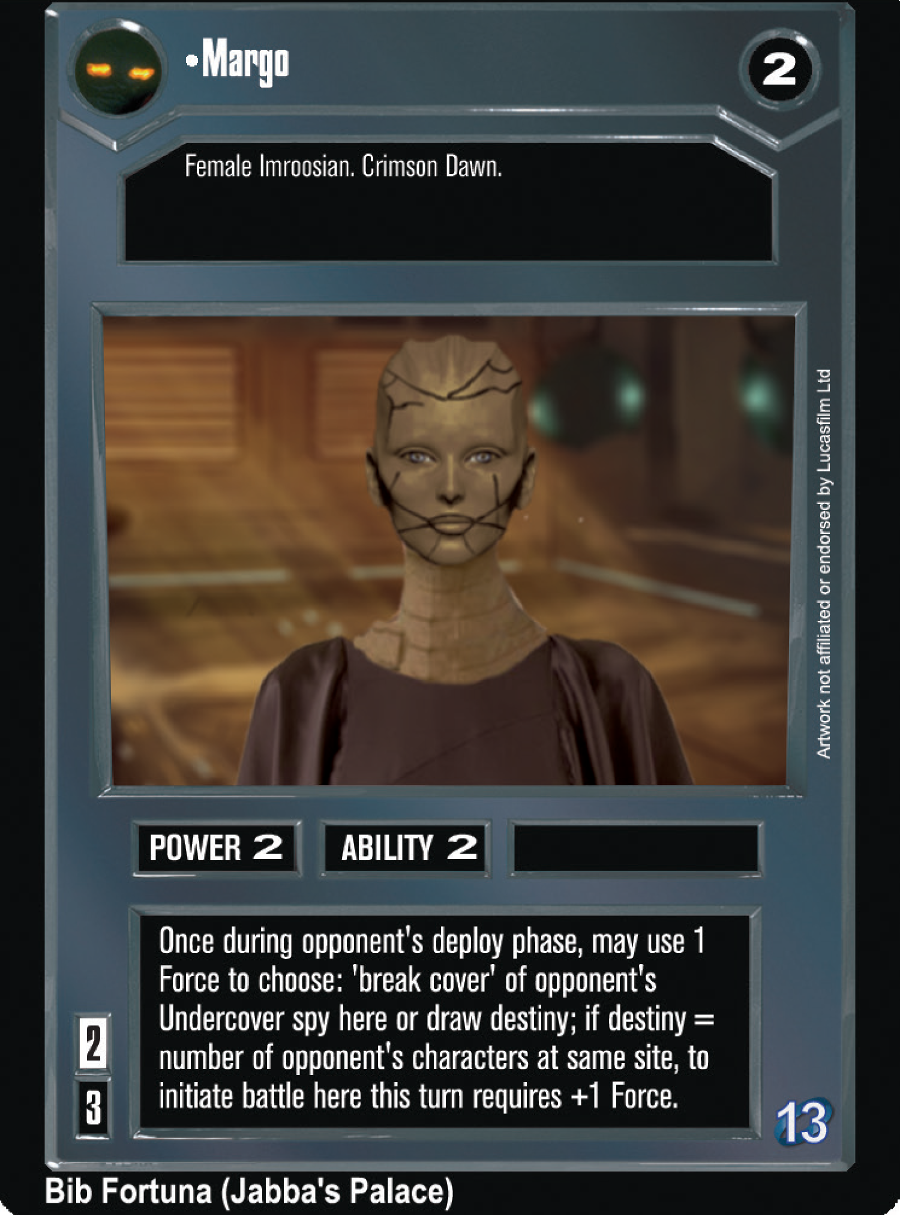 •Margo
2
Female Imroosian. Crimson Dawn.
Artwork not affiliated or endorsed by Lucasfilm Ltd
POWER 2
ABILITY 2
Once during opponent's deploy phase, may use 1
Force to choose: 'break cover' of opponent's
Undercover spy here or draw destiny; if destiny =
number of opponent's characters at same site, to
initiate battle here this turn requires +1 Force.
2
3
13
Bib Fortuna (Jabba's Palace)